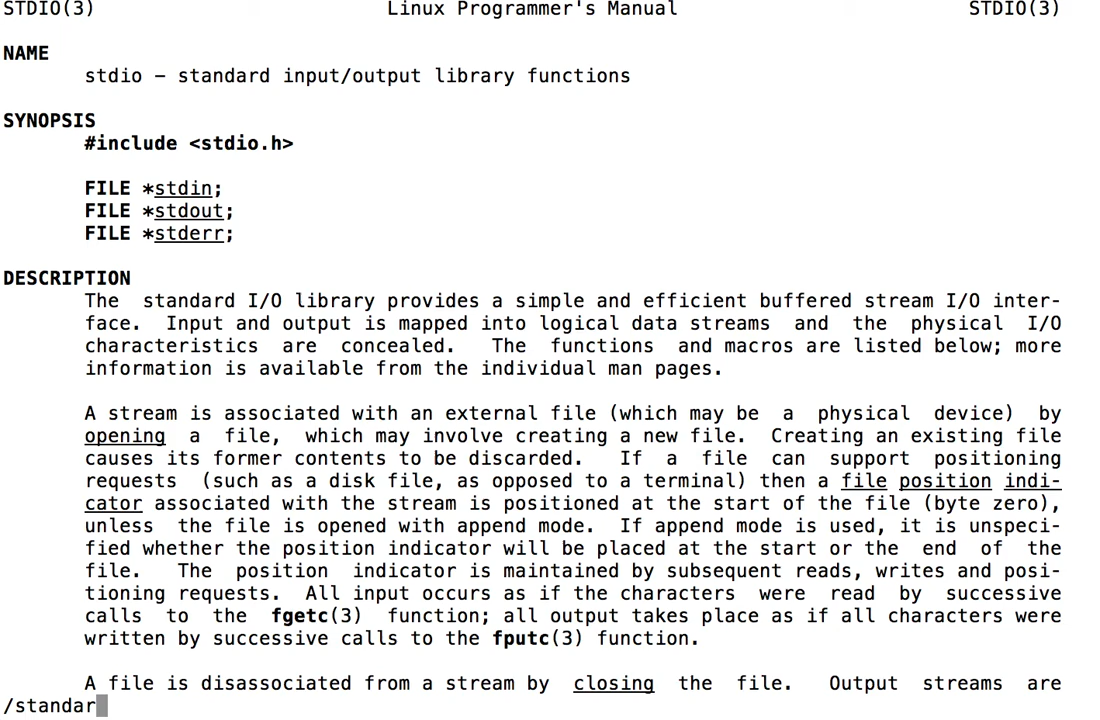 STDIO(3) Linux Programmer's Manual STDIO(3)
NAME
stdio – standard input/output library functions
SYNOPSIS
#include <stdio.h>
FILE *stdin;
FILE *stdout;
FILE *stderr;
DESCRIPTION
The standard I/O library provides a simple and efficient buffered stream I/O inter-
face. Input and output is mapped into logical data streams and the physical I/O
characteristics are concealed. The functions and macros are listed below; more
information is available from the individual man pages.
A stream is associated with an external file (which may be a physical device) by
opening a file, which may involve creating a new file. Creating an existing file
causes its former contents to be discarded. If a file can support positioning
requests (such as a disk file, as opposed to a terminal) then a file position indi-
cator associated with the stream is positioned at the start of the file (byte zero),
unless the file is opened with append mode. If append mode is used, it is unspeci-
fied whether the position indicator will be placed at the start or the end of the
file. The position indicator is maintained by subsequent reads, writes and posi-
tioning requests. All input occurs as if the characters were read by successive
calls to the fgetc(3) function; all output takes place as if all characters were
written by successive calls to the fputc(3) function.
A file is disassociated from a stream by closing the file. Output streams are
/standar